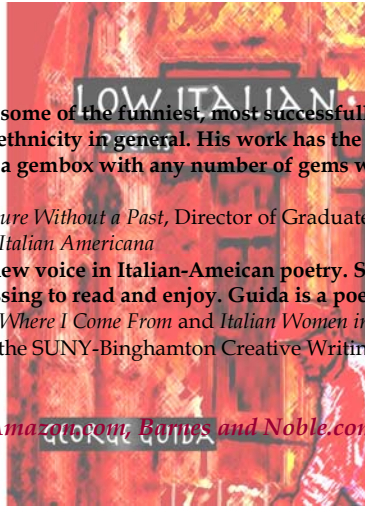 LOW ITALIAN
some of the funniest, most successfull
ethnicity in general. His work has the
a gembox with any number of gems w
ure Without a Past, Director of Graduate
Italian Americana
ew voice in Italian-Ameican poetry. S
sing to read and enjoy. Guida is a poe
Where I Come From and Italian Women in
the SUNY-Binghamton Creative Writin
Amazon.com, Barnes and Noble.com
GEORGE GUIDA